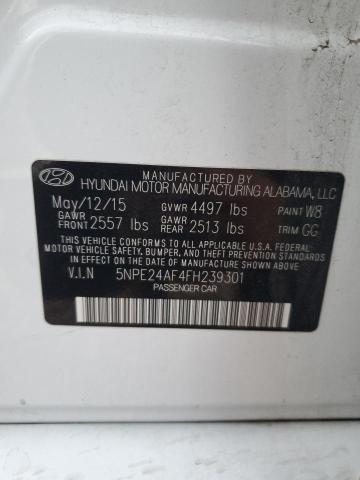 MANUFACTURED BY
HYUNDAI MOTOR MANUFACTURING ALABAMA, LLC
May/12/15 GVWR 4497 lbs PAINT W8
GAWR FRONT 2557 lbs GAWR REAR 2513 lbs TRIM GG
THIS VEHICLE CONFORMS TO ALL APPLICABLE U.S.A. FEDERAL
MOTOR VEHICLE SAFETY, BUMPER, AND THEFT PREVENTION
STANDARDS IN EFFECT ON THE DATE OF MANUFACTURE SHOWN ABOVE.
V.I.N 5NPE24AF4FH239301
PASSENGER CAR